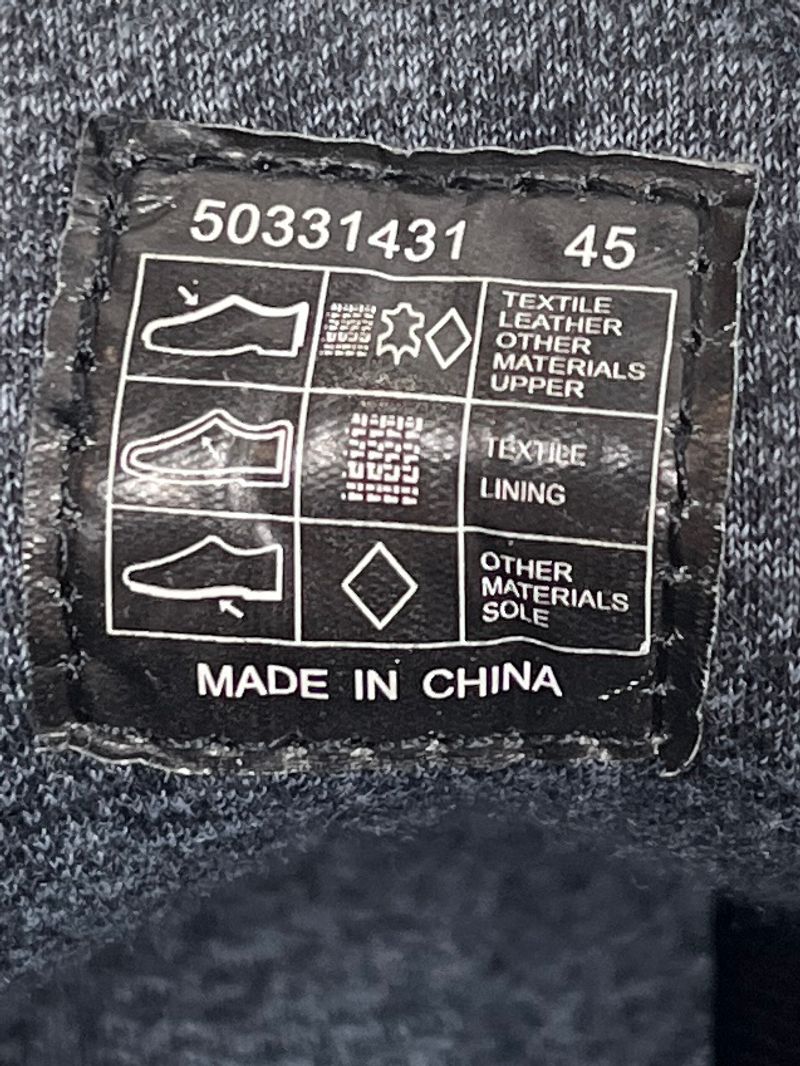 50331431 45
TEXTILE
LEATHER
OTHER
MATERIALS
UPPER
TEXTILE
LINING
OTHER
MATERIALS
SOLE
MADE IN CHINA